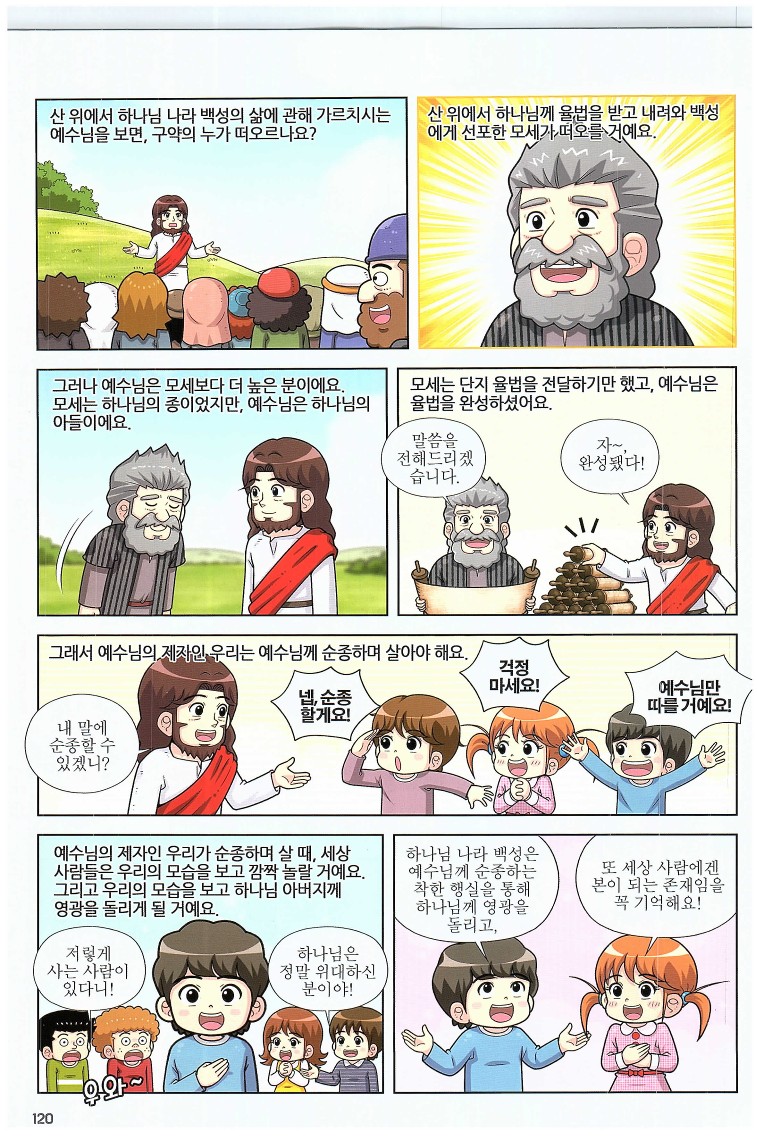 산 위에서 하나님 나라 백성의 삶에 관해 가르치시는
예수님을 보면, 구약의 누가 떠오르나요?
산 위에서 하나님께 율법을 받고 내려와 백성
에게 선포한 모세가 떠오를 거예요.
그러나 예수님은 모세보다 더 높은 분이에요.
모세는 하나님의 종이었지만, 예수님은 하나님의
아들이에요.
모세는 단지 율법을 전달하기만 했고, 예수님은
율법을 완성하셨어요.
말씀을
전해드리겠
습니다.
자~,
완성됐다!
그래서 예수님의 제자인 우리는 예수님께 순종하며 살아야 해요.
내 말에
순종할 수
있겠니?
넵, 순종
할게요!
걱정
마세요!
예수님만
따를 거예요!
예수님의 제자인 우리가 순종하며 살 때, 세상
사람들은 우리의 모습을 보고 깜짝 놀랄 거예요.
그리고 우리의 모습을 보고 하나님 아버지께
영광을 돌리게 될 거예요.
저렇게
사는 사람이
있다니!
하나님은
정말 위대하신
분이야!
우와~
하나님 나라 백성은
예수님께 순종하는
착한 행실을 통해
하나님께 영광을
돌리고,
또 세상 사람에겐
본이 되는 존재임을
꼭 기억해요!
120